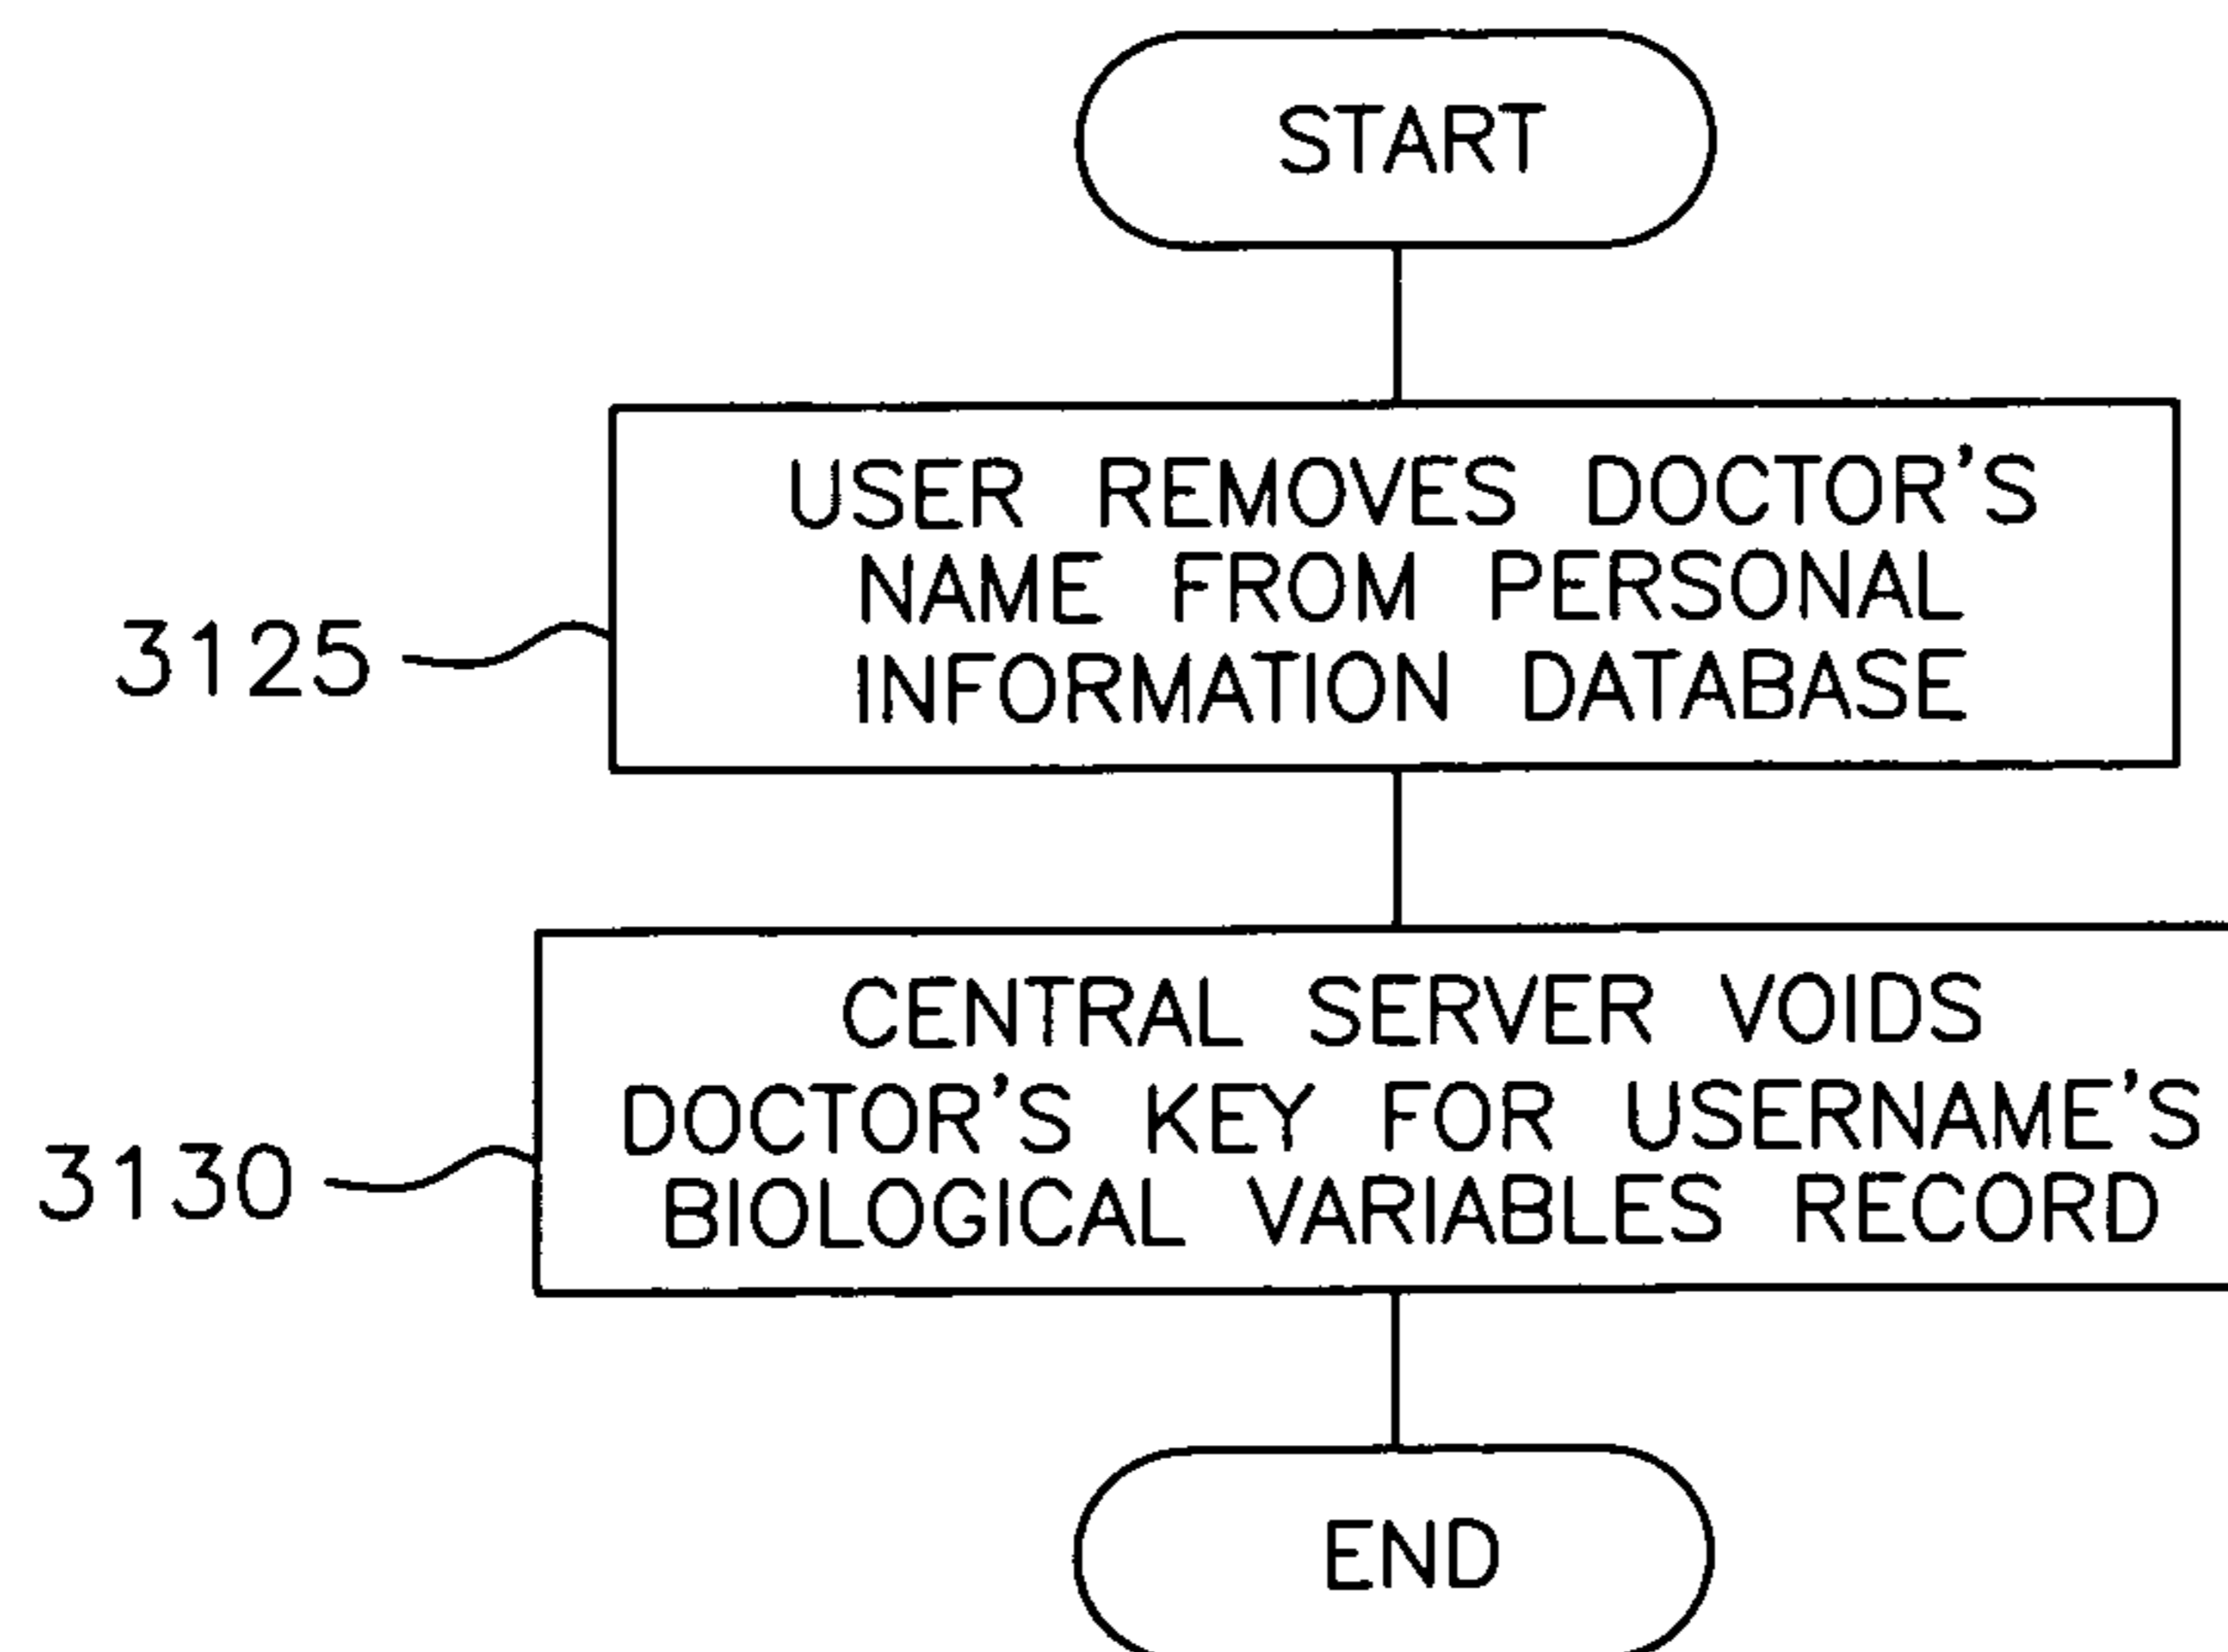 START
USER REMOVES DOCTOR'S
NAME FROM PERSONAL
INFORMATION DATABASE
3125
CENTRAL SERVER VOIDS
DOCTOR'S KEY FOR USERNAME'S
BIOLOGICAL VARIABLES RECORD
3130
END